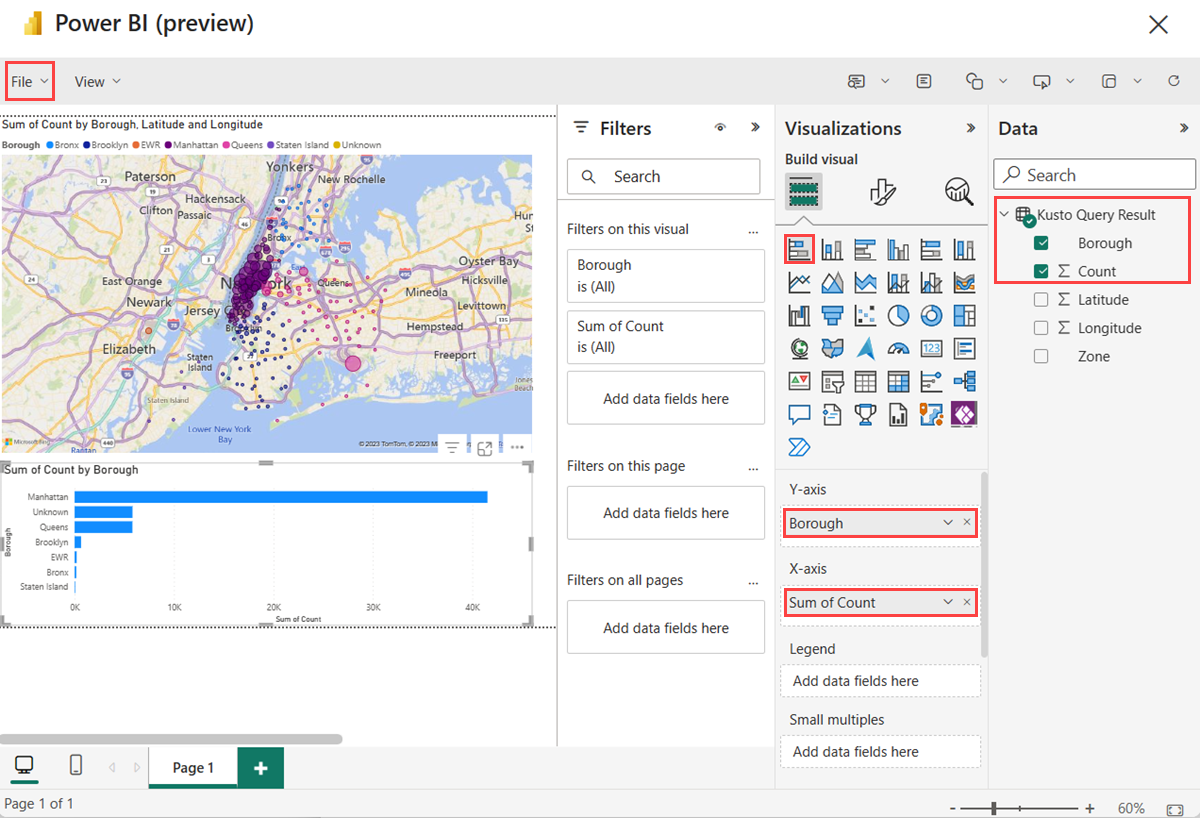 Power BI (preview)
File
View
Sum of Count by Borough, Latitude and Longitude
Borough Bronx Brooklyn EWR Manhattan Queens Staten Island Unknown
Yonkers
Paterson
New Rochelle
Hackensack
Clifton
Passaic
Bronx
Oyster Bay
East Orange
New York
Queens
Hicksville
Newark
Mineola
Jersey
Levittown
Brooklyn
Hempstead
Elizabeth
Staten
Island
Freeport
Staten Island
Lower New York
Bay
© 2023 TomTom, © 2023 Mi
Sum of Count by Borough
Borough
Manhattan
Unknown
Queens
Brooklyn
EWR
Bronx
Staten Island
0K 10K 20K 30K 40K
Sum of Count
Page 1
+
Page 1 of 1
Filters
Search
Filters on this visual
...
Borough
is (All)
Sum of Count
is (All)
Add data fields here
Filters on this page
...
Add data fields here
Filters on all pages
...
Add data fields here
Visualizations
Build visual
123
Y-axis
Borough
X-axis
Sum of Count
Legend
Add data fields here
Small multiples
Add data fields here
Data
Search
Kusto Query Result
Borough
Σ Count
Σ Latitude
Σ Longitude
Zone
- + 60%